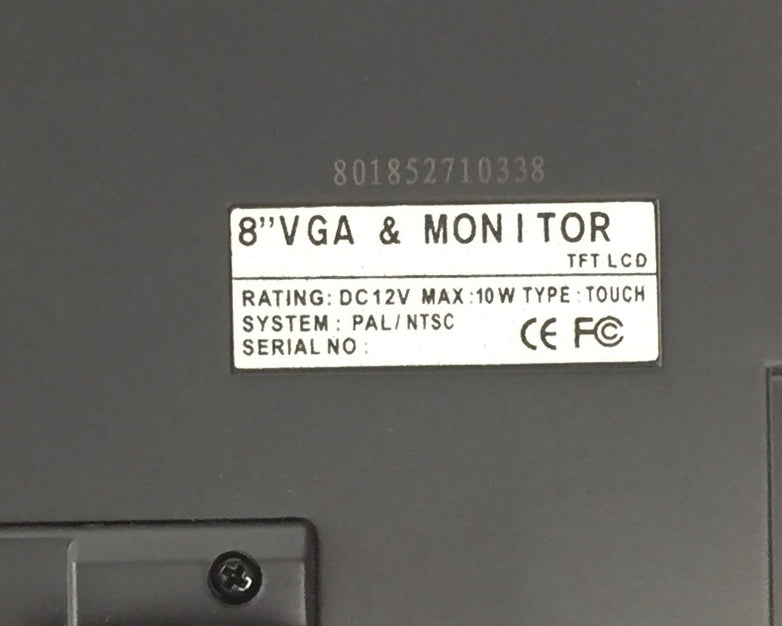 801852710338
8"VGA & MONITOR
TFT LCD
RATING: DC12V MAX:10W TYPE:TOUCH
SYSTEM: PAL/NTSC
SERIAL NO:
CE FC